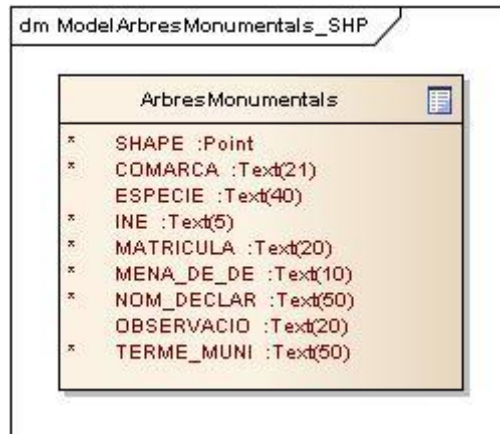 dm ModelArbresMonumentals_SHP
ArbresMonumentals
* SHAPE :Point
* COMARCA :Text(21)
ESPECIE :Text(40)
* INE :Text(5)
* MATRICULA :Text(20)
* MENA_DE_DE :Text(10)
* NOM_DECLAR :Text(50)
OBSERVACIO :Text(20)
* TERME_MUNI :Text(50)